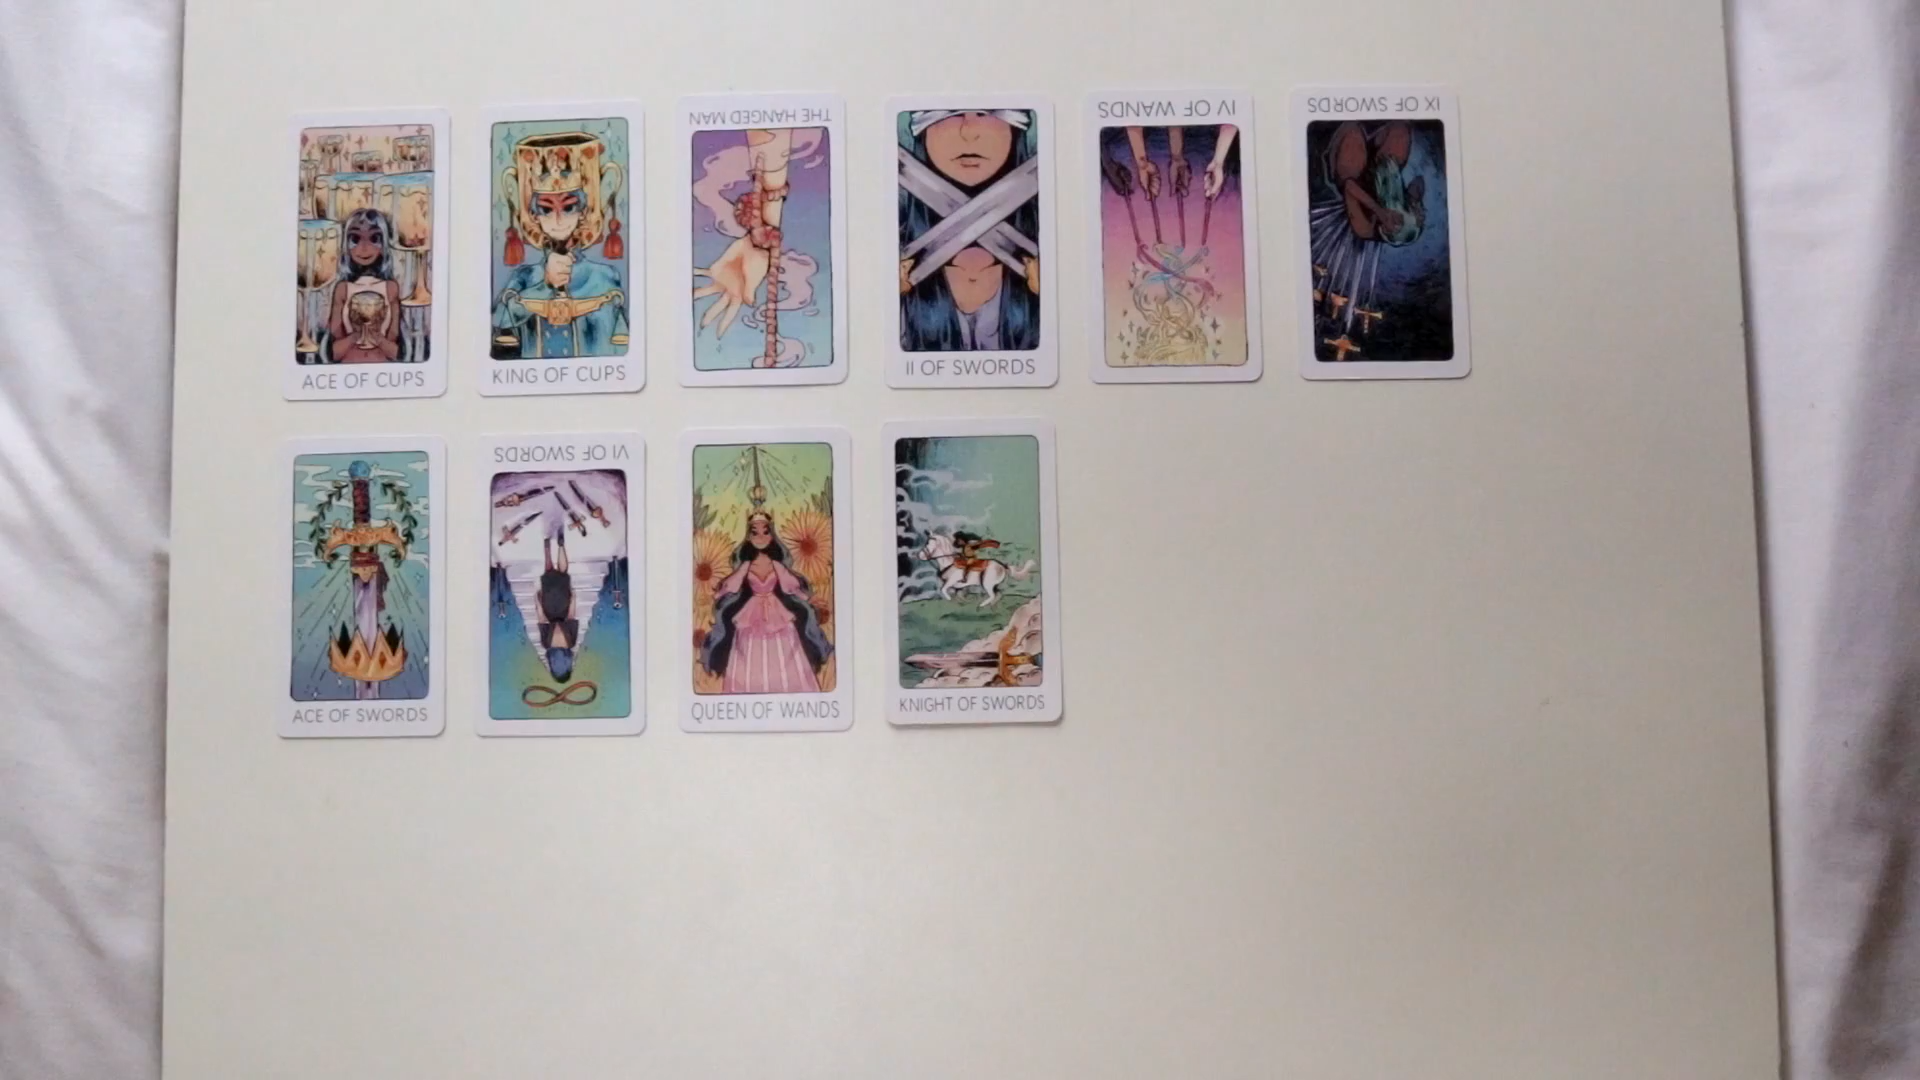 ACE OF CUPS
KING OF CUPS
THE HANGED MAN
II OF SWORDS
IV OF WANDS
IX OF SWORDS
ACE OF SWORDS
VI OF SWORDS
QUEEN OF WANDS
KNIGHT OF SWORDS